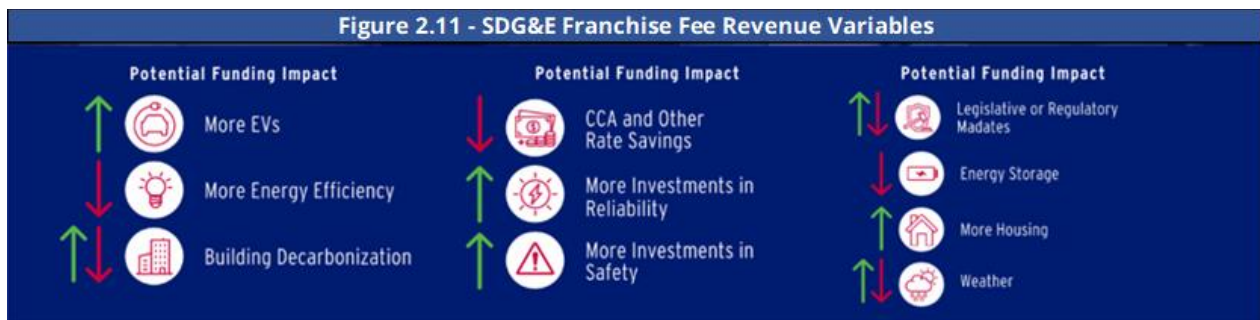 Figure 2.11 - SDG&E Franchise Fee Revenue Variables
Potential Funding Impact
More EVs
More Energy Efficiency
Building Decarbonization
Potential Funding Impact
CCA and Other
Rate Savings
More Investments in
Reliability
More Investments in
Safety
Potential Funding Impact
Legislative or Regulatory
Madates
Energy Storage
More Housing
Weather